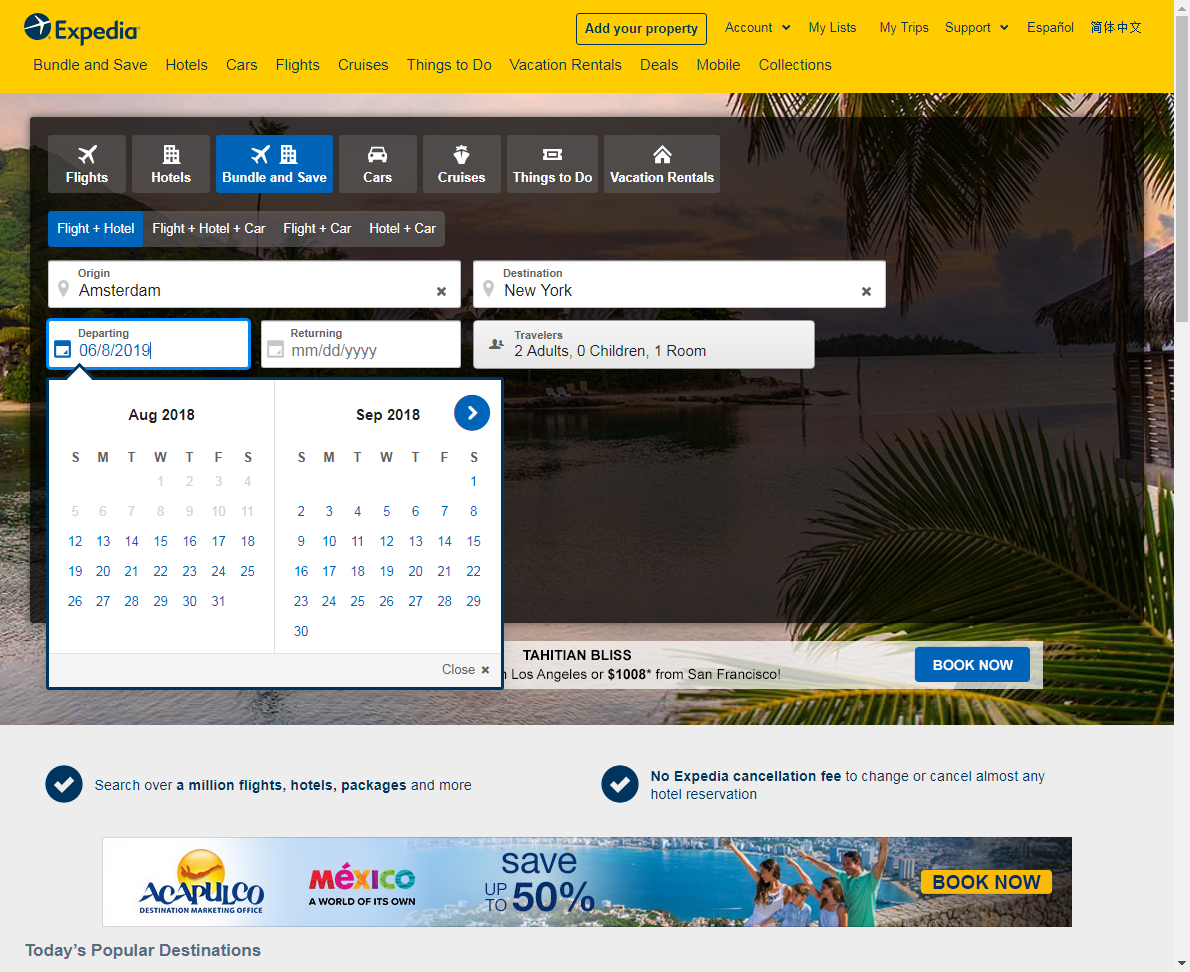 Expedia
Add your property
Account
My Lists
My Trips
Support
Español
简体中文
Bundle and Save
Hotels
Cars
Flights
Cruises
Things to Do
Vacation Rentals
Deals
Mobile
Collections
Flights
Hotels
Bundle and Save
Cars
Cruises
Things to Do
Vacation Rentals
Flight + Hotel
Flight + Hotel + Car
Flight + Car
Hotel + Car
Origin
Amsterdam
Destination
New York
Departing
06/8/2019
Returning
mm/dd/yyyy
Travelers
2 Adults, 0 Children, 1 Room
Aug 2018
S M T W T F S
1 2 3 4
5 6 7 8 9 10 11
12 13 14 15 16 17 18
19 20 21 22 23 24 25
26 27 28 29 30 31
Sep 2018
S M T W T F S
1
2 3 4 5 6 7 8
9 10 11 12 13 14 15
16 17 18 19 20 21 22
23 24 25 26 27 28 29
30
Close
TAHITIAN BLISS
Los Angeles or $1008* from San Francisco!
BOOK NOW
Search over a million flights, hotels, packages and more
No Expedia cancellation fee to change or cancel almost any
hotel reservation
ACAPULCO
DESTINATION MARKETING OFFICE
México
A WORLD OF ITS OWN
save
UP TO 50%
BOOK NOW
Today’s Popular Destinations